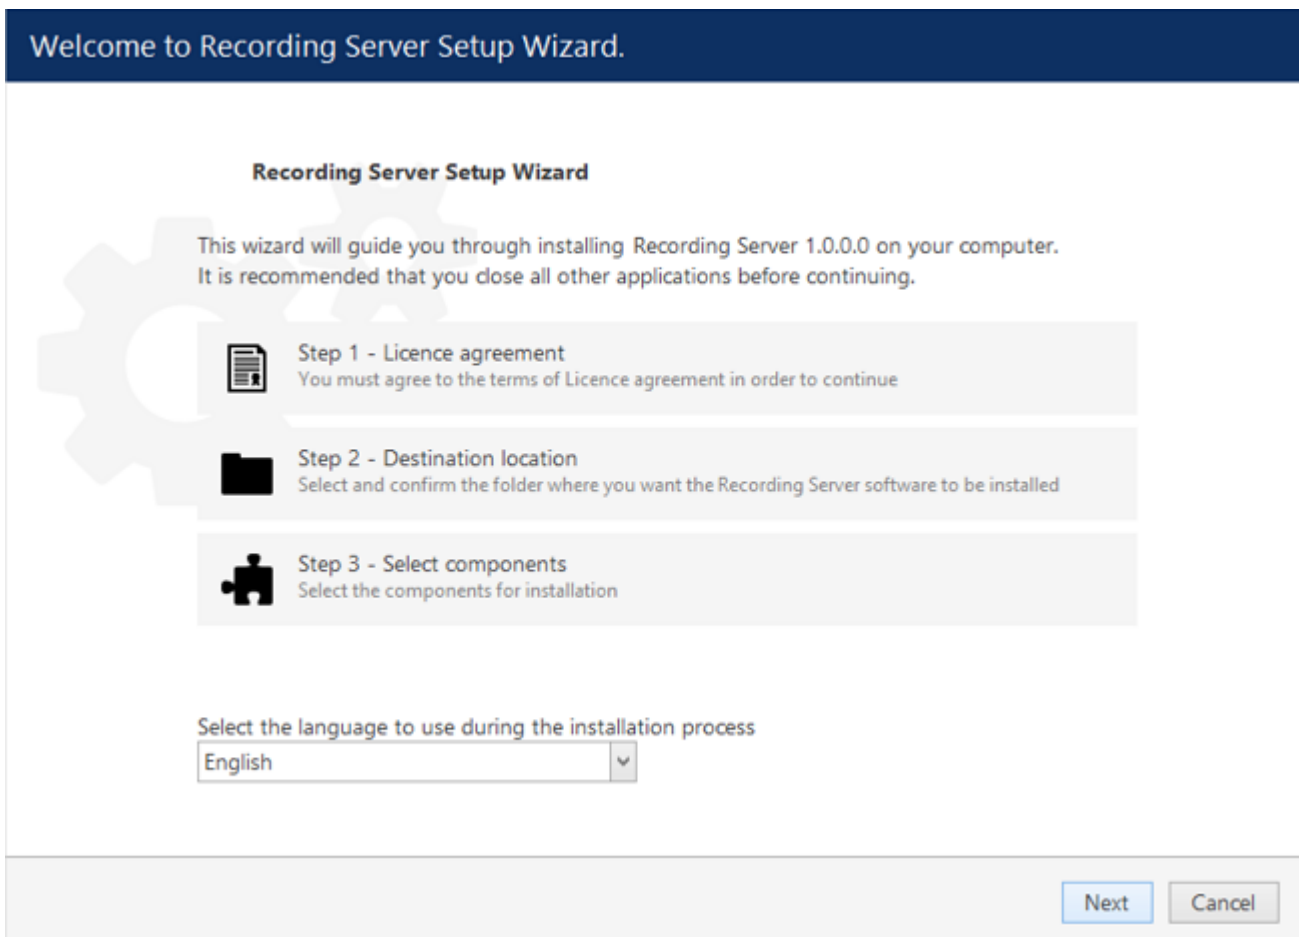 Welcome to Recording Server Setup Wizard.
Recording Server Setup Wizard
This wizard will guide you through installing Recording Server 1.0.0.0 on your computer.
It is recommended that you close all other applications before continuing.
Step 1 - Licence agreement
You must agree to the terms of Licence agreement in order to continue
Step 2 - Destination location
Select and confirm the folder where you want the Recording Server software to be installed
Step 3 - Select components
Select the components for installation
Select the language to use during the installation process
English
Next Cancel